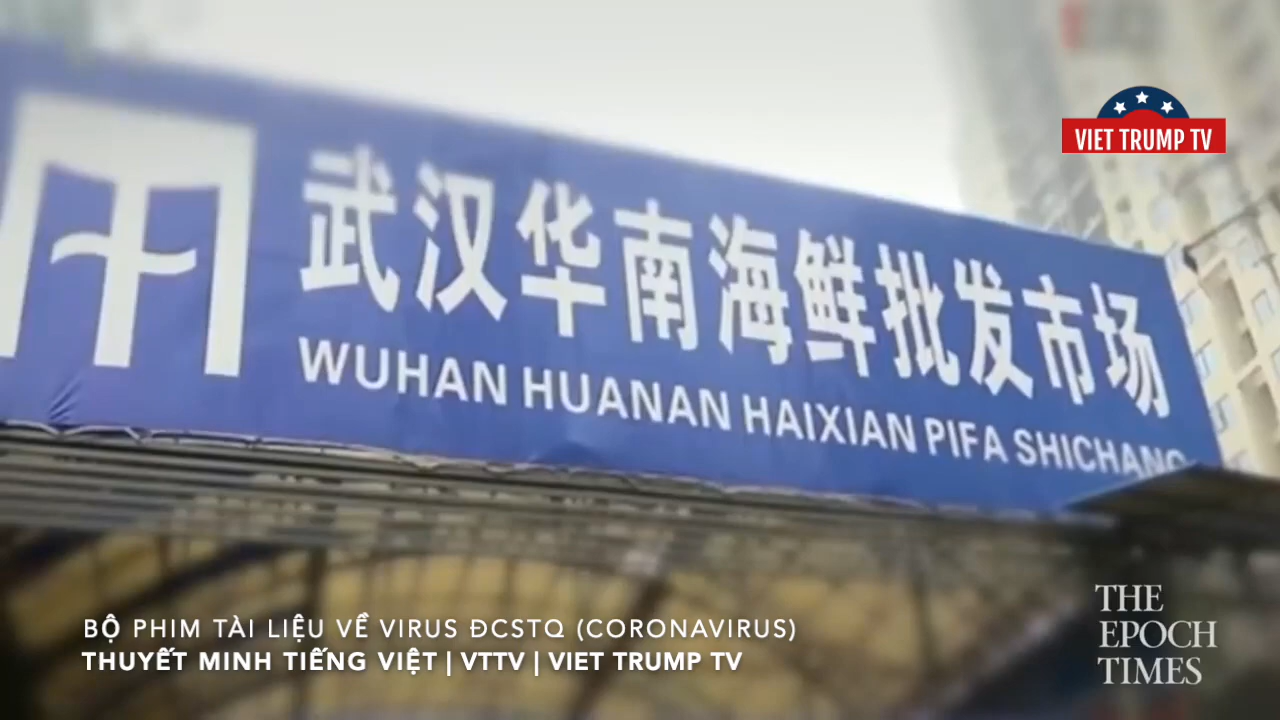 VIET TRUMP TV
武汉华南海鲜批发市场
WUHAN HUANAN HAIXIAN PIFA SHICHANG
BỘ PHIM TÀI LIỆU VỀ VIRUS ĐCSTQ (CORONAVIRUS)
THUYẾT MINH TIẾNG VIỆT | VTTV | VIET TRUMP TV
THE
EPOCH
TIMES